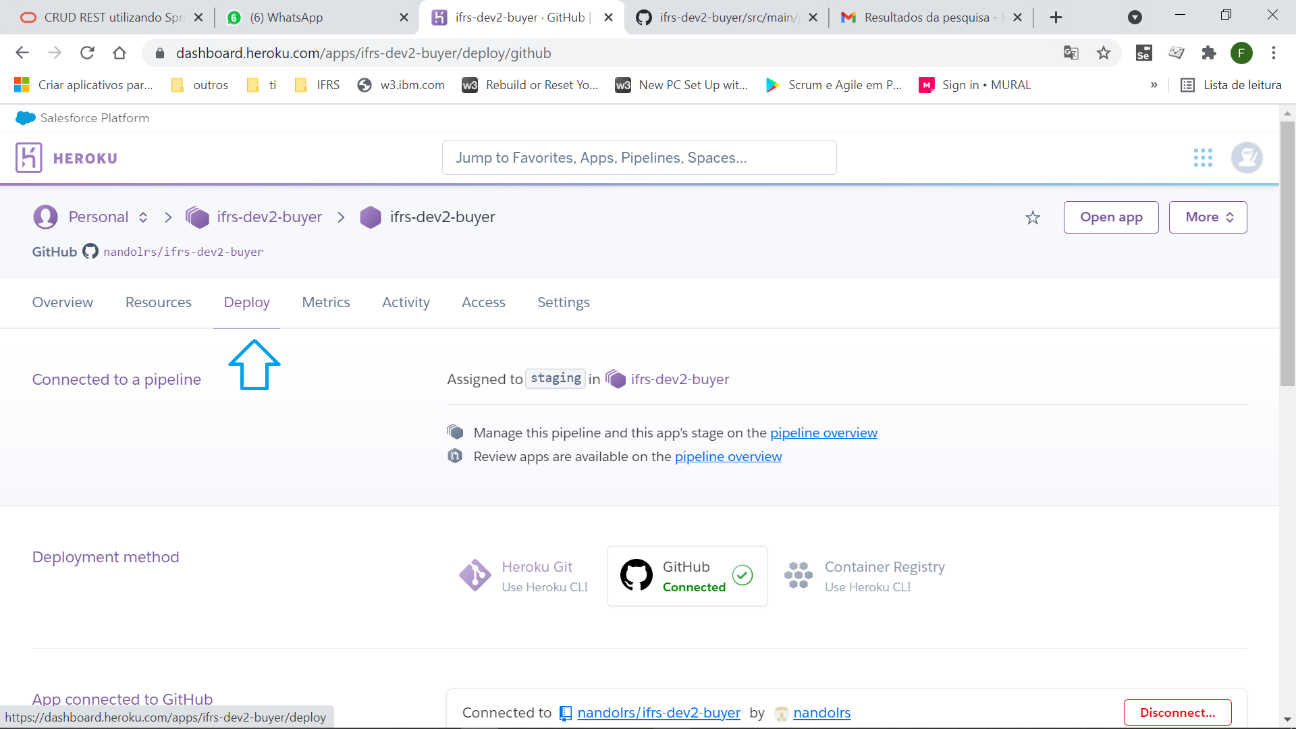 CRUD REST utilizando Spri
(6) WhatsApp
ifrs-dev2-buyer · GitHub |
ifrs-dev2-buyer/src/main/
Resultados da pesquisa -
dashboard.heroku.com/apps/ifrs-dev2-buyer/deploy/github
Se
F
Criar aplicativos par...
outros
ti
IFRS
w3.ibm.com
w3 Rebuild or Reset Yo...
w3 New PC Set Up wit...
Scrum e Agile em P...
M Sign in • MURAL
»
Lista de leitura
Salesforce Platform
HEROKU
Jump to Favorites, Apps, Pipelines, Spaces...
Personal
ifrs-dev2-buyer
ifrs-dev2-buyer
Open app
More
GitHub nandolrs/ifrs-dev2-buyer
Overview
Resources
Deploy
Metrics
Activity
Access
Settings
Connected to a pipeline
Assigned to staging in ifrs-dev2-buyer
Manage this pipeline and this app's stage on the pipeline overview
Review apps are available on the pipeline overview
Deployment method
Heroku Git
Use Heroku CLI
GitHub
Connected
Container Registry
Use Heroku CLI
App connected to GitHub
Connected to nandolrs/ifrs-dev2-buyer by nandolrs
Disconnect...
https://dashboard.heroku.com/apps/ifrs-dev2-buyer/deploy